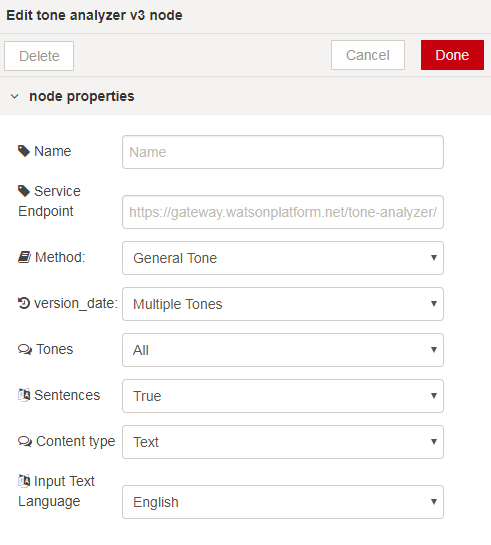 Edit tone analyzer v3 node
Delete
Cancel
Done
node properties
Name
Name
Service
Endpoint
https://gateway.watsonplatform.net/tone-analyzer/
Method:
General Tone
version_date:
Multiple Tones
Tones
All
Sentences
True
Content type
Text
Input Text
Language
English